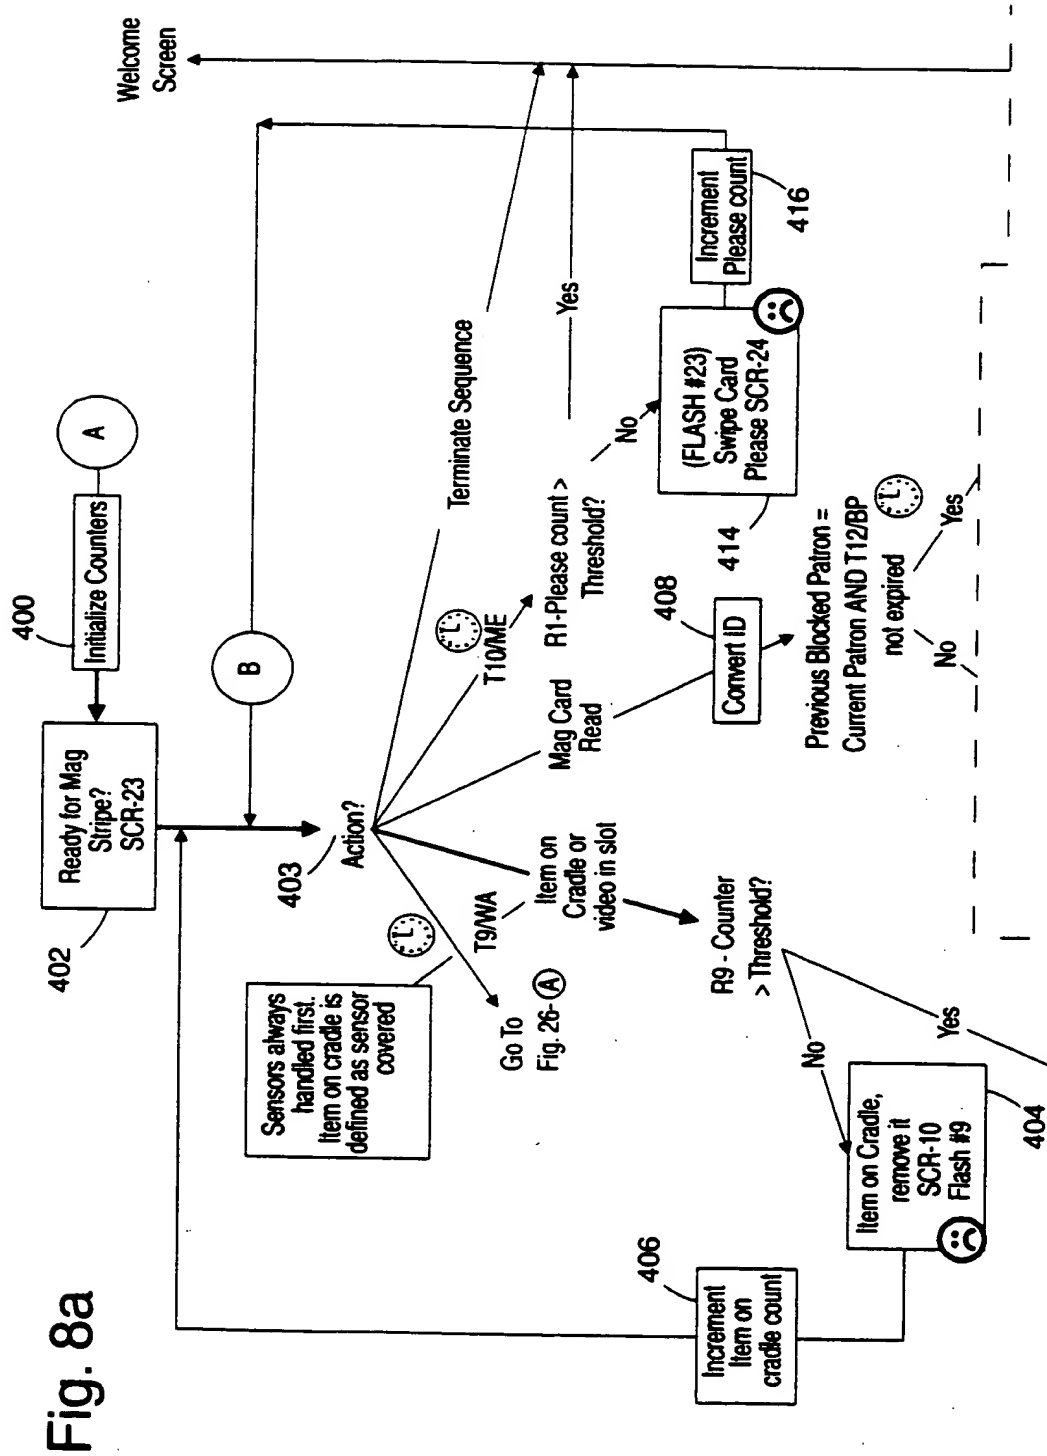 Fig. 8a
Welcome
Screen
A
400
Initialize Counters
Ready for Mag
Stripe?
SCR-23
402
B
403
Action?
Terminate Sequence
L
T10/ME
R1-Please count >
Threshold?
Yes
No
(FLASH #23)
Swipe Card
Please SCR-24
414
Increment
Please count
416
Mag Card
Read
408
Convert ID
Previous Blocked Patron =
Current Patron AND T12/BP
not expired
L
Yes
No
L
T9/WA
Item on
Cradle or
video in slot
Sensors always
handled first.
Item on cradle is
defined as sensor
covered
Go To
Fig. 26-A
R9 - Counter
> Threshold?
No
Yes
Item on Cradle,
remove it
SCR-10
Flash #9
404
406
Increment
Item on
cradle count